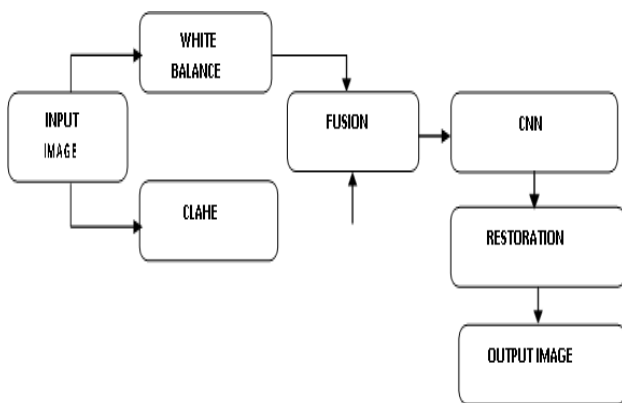 WHITE
BALANCE
INPUT
IMAGE
FUSION
CNN
CLAHE
RESTORATION
OUTPUT IMAGE